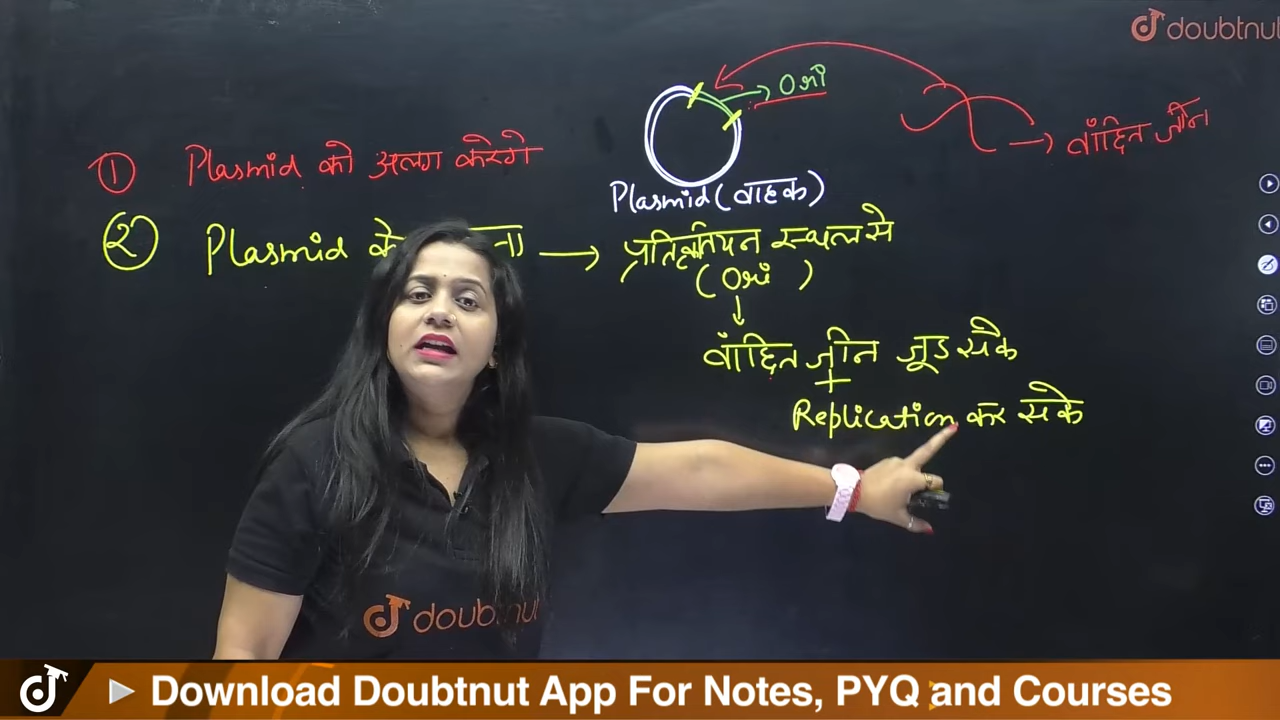 doubtnut
Ori
① Plasmid को अलग करेगे
वांछित जीन
Plasmid (वाहक)
② Plasmid के → प्रतिकृतियन स्थल से
(Ori)
वांछित जीन जूड सके
+
Replication कर सके
doubtnut
Download Doubtnut App For Notes, PYQ and Courses